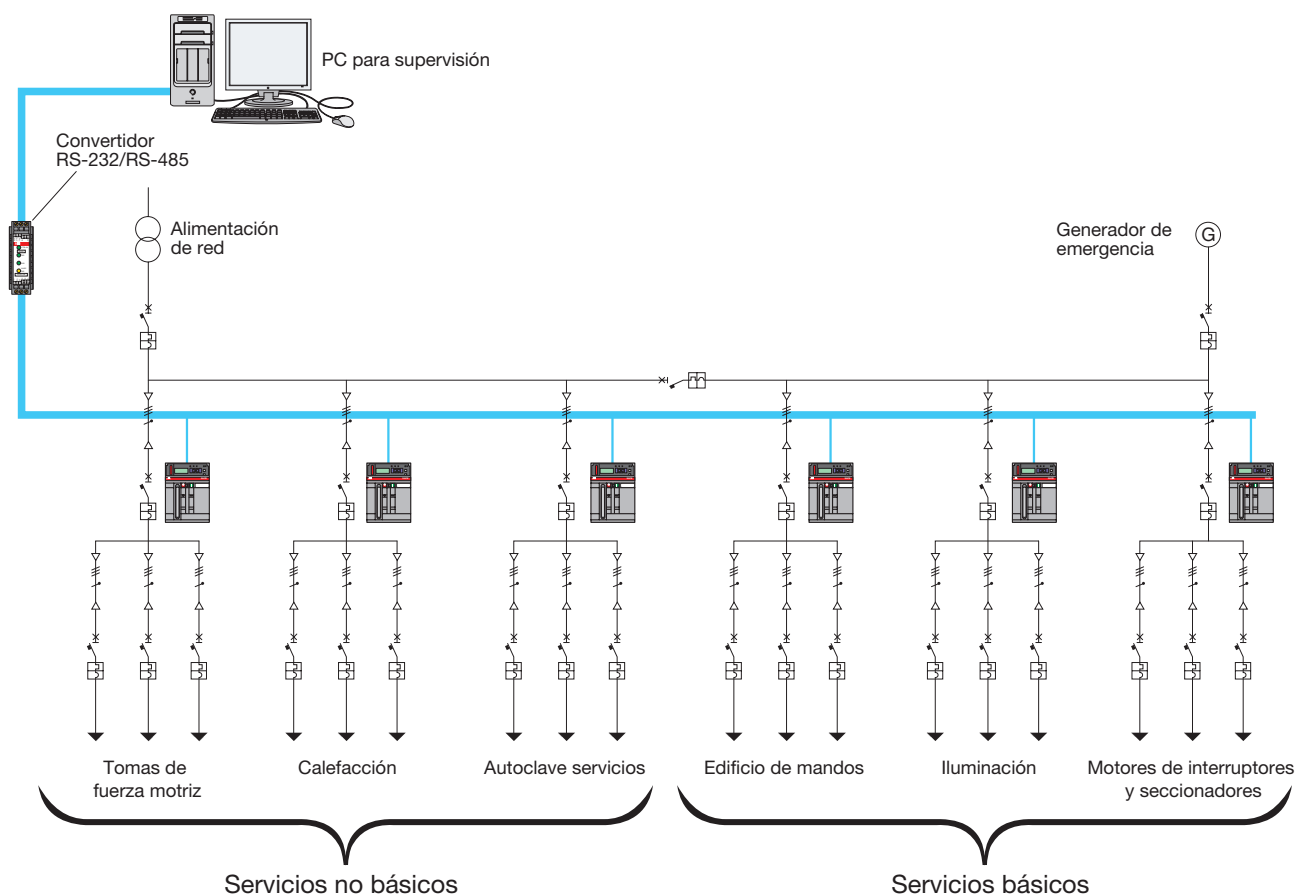 PC para supervisión
Convertidor
RS-232/RS-485
Alimentación
de red
Generador de
emergencia
G
Tomas de
fuerza motriz
Calefacción
Autoclave servicios
Edificio de mandos
Iluminación
Motores de interruptores
y seccionadores
Servicios no básicos
Servicios básicos